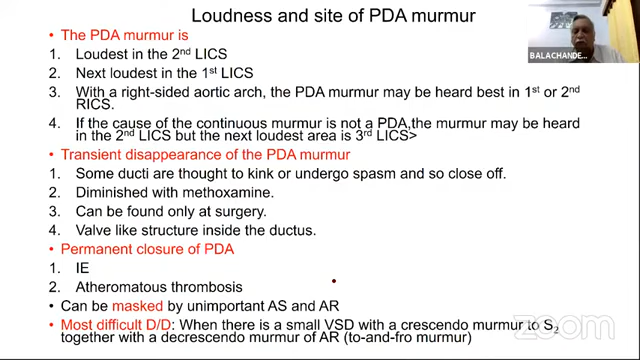 Loudness and site of PDA murmur
• The PDA murmur is
1. Loudest in the 2nd LICS
2. Next loudest in the 1st LICS
3. With a right-sided aortic arch, the PDA murmur may be heard best in 1st or 2nd
RICS.
4. If the cause of the continuous murmur is not a PDA,the murmur may be heard
in the 2nd LICS but the next loudest area is 3rd LICS>
• Transient disappearance of the PDA murmur
1. Some ducti are thought to kink or undergo spasm and so close off.
2. Diminished with methoxamine.
3. Can be found only at surgery.
4. Valve like structure inside the ductus.
• Permanent closure of PDA
1. IE
2. Atheromatous thrombosis
• Can be masked by unimportant AS and AR
• Most difficult D/D: When there is a small VSD with a crescendo murmur to S2
together with a decrescendo murmur of AR (to-and-fro murmur)
BALACHANDE...
zoom